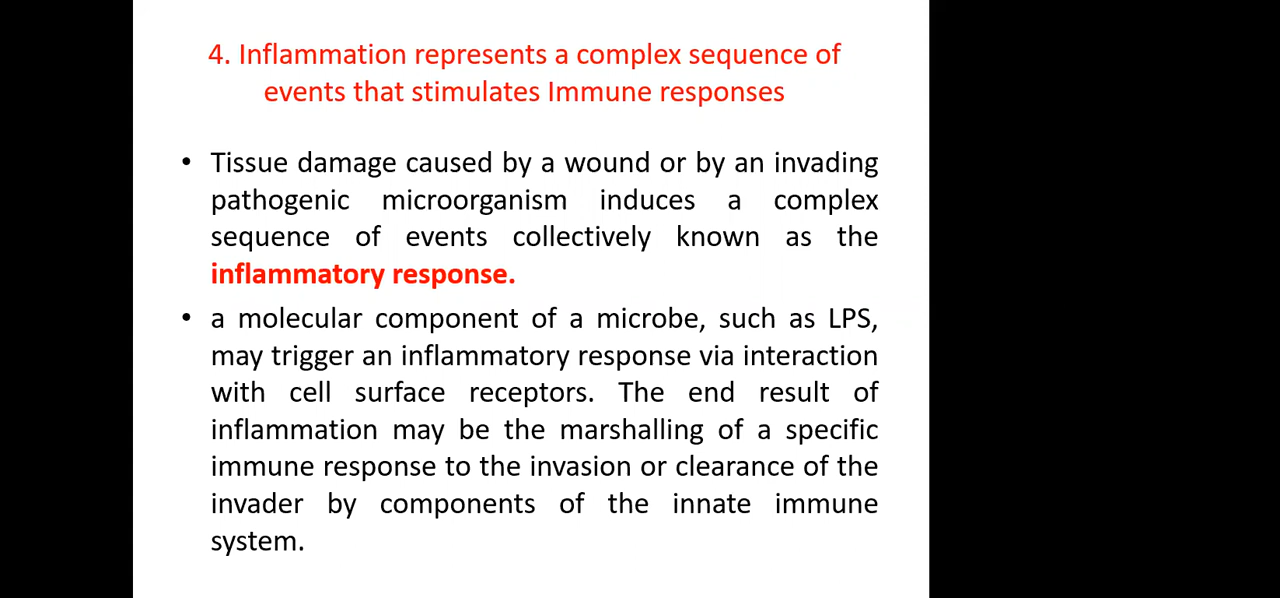 4. Inflammation represents a complex sequence of
events that stimulates Immune responses
• Tissue damage caused by a wound or by an invading
pathogenic microorganism induces a complex
sequence of events collectively known as the
inflammatory response.
• a molecular component of a microbe, such as LPS,
may trigger an inflammatory response via interaction
with cell surface receptors. The end result of
inflammation may be the marshalling of a specific
immune response to the invasion or clearance of the
invader by components of the innate immune
system.